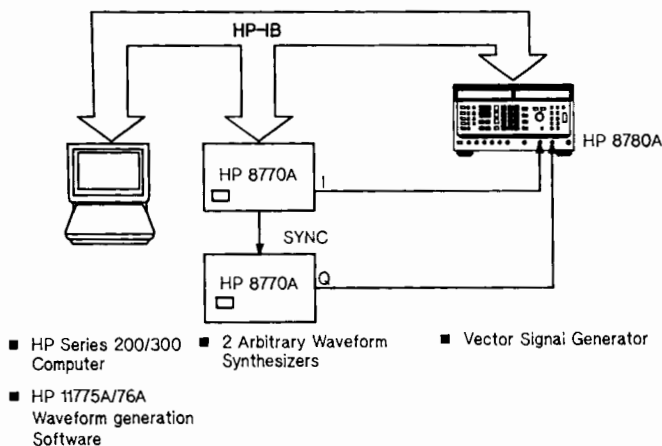 HP-IB
HP 8780A
HP 8770A
I
SYNC
HP 8770A
Q
■ HP Series 200/300
Computer
■ HP 11775A/76A
Waveform generation
Software
■ 2 Arbitrary Waveform
Synthesizers
■ Vector Signal Generator